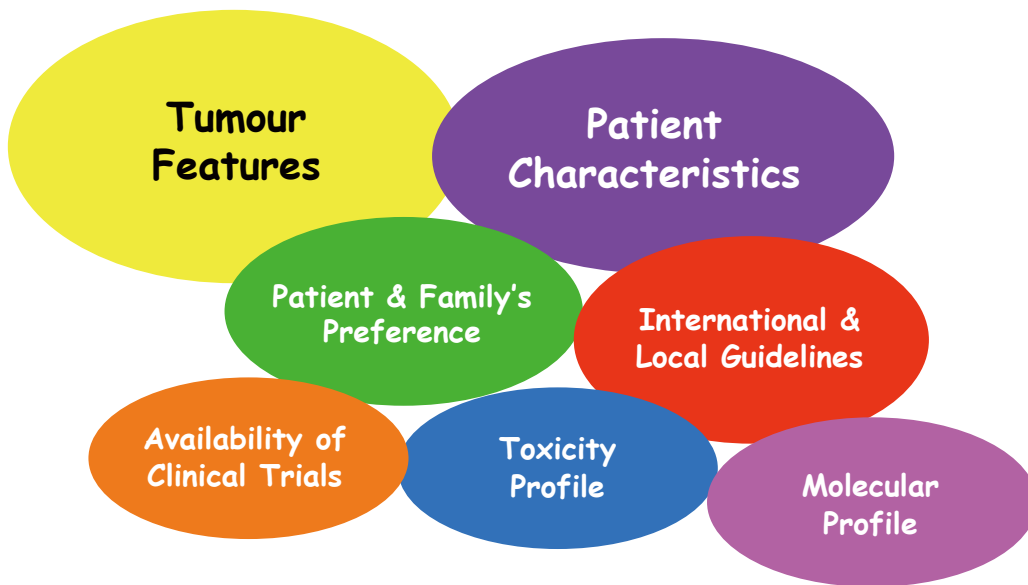 Tumour
Features
Patient
Characteristics
Patient & Family’s
Preference
International &
Local Guidelines
Availability of
Clinical Trials
Toxicity
Profile
Molecular
Profile